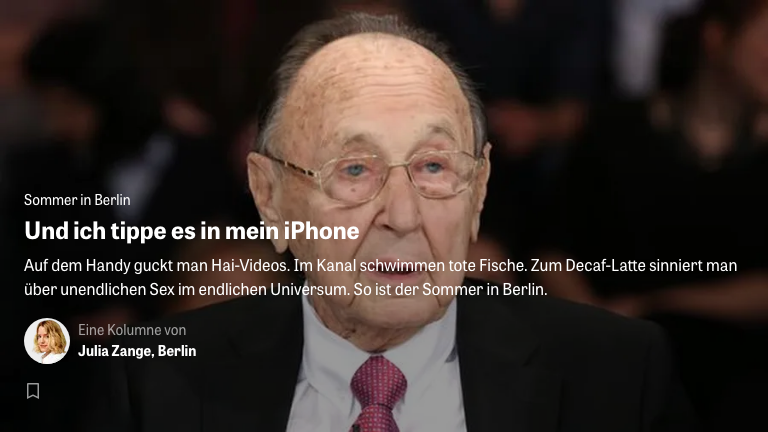 Sommer in Berlin
Und ich tippe es in mein iPhone
Auf dem Handy guckt man Hai-Videos. Im Kanal schwimmen tote Fische. Zum Decaf-Latte sinniert man
über unendlichen Sex im endlichen Universum. So ist der Sommer in Berlin.
Eine Kolumne von
Julia Zange, Berlin